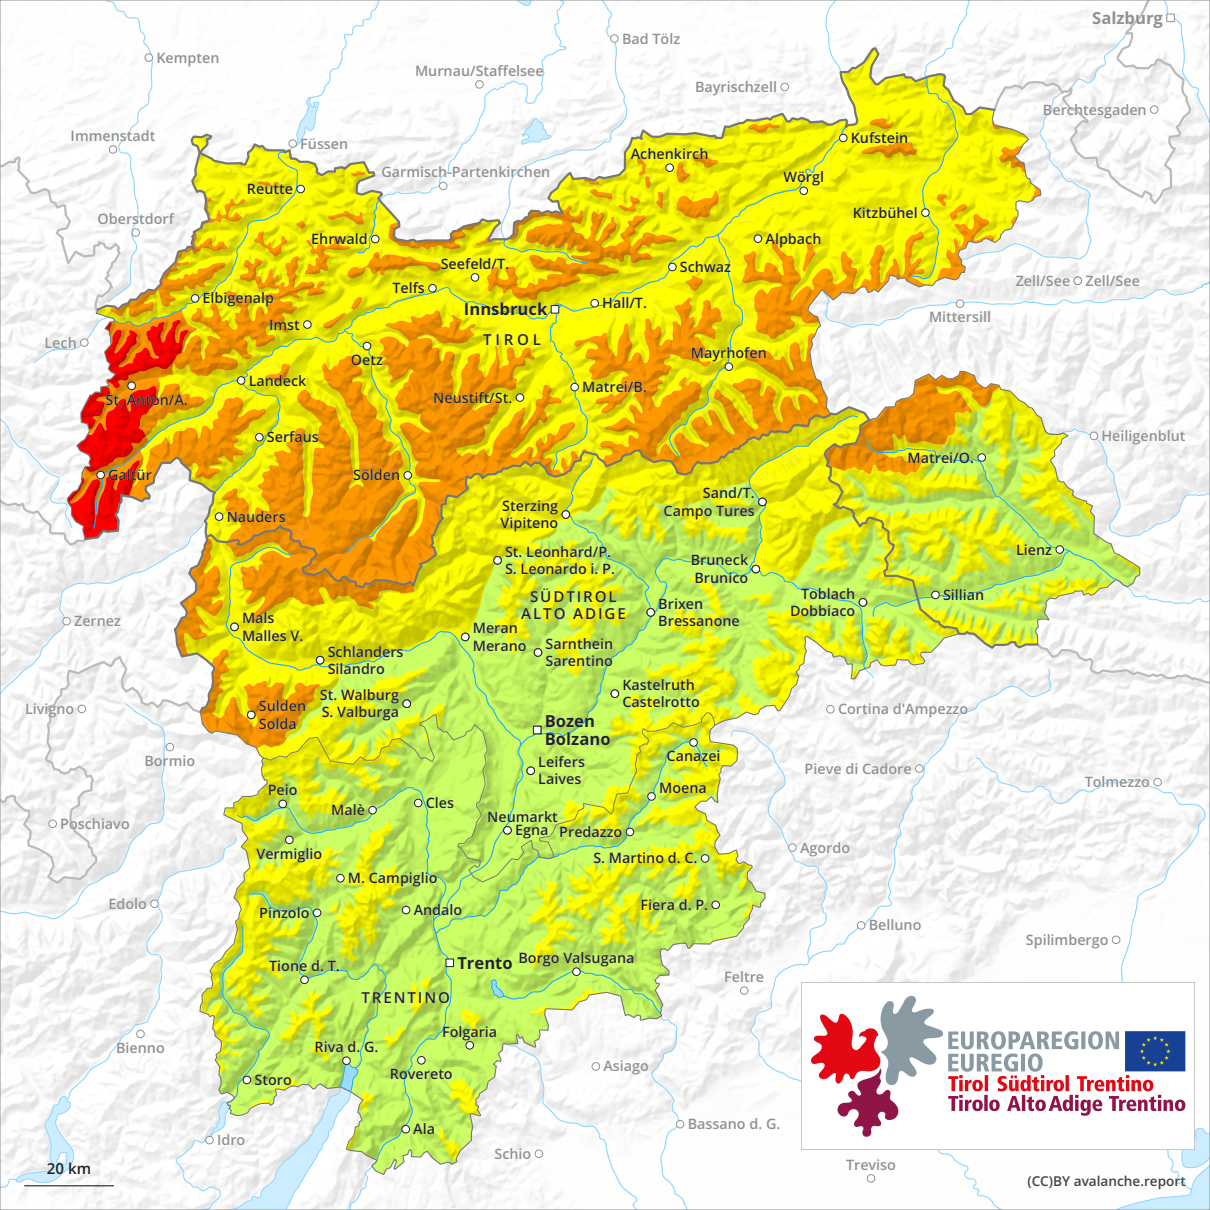 Salzburg
Bad Tölz
Kempten
Murnau/Staffelsee
Bayrischzell
Berchtesgaden
Immenstadt
Füssen
Kufstein
Achenkirch
Garmisch-Partenkirchen
Wörgl
Reutte
Oberstdorf
Kitzbühel
Ehrwald
Alpbach
Seefeld/T.
Schwaz
Telfs
Zell/See
Zell/See
Elbigenalp
Hall/T.
Innsbruck
Mittersill
Imst
Lech
TIROL
Oetz
Mayrhofen
Landeck
Matrei/B.
St. Anton/A.
Neustift/St.
Serfaus
Heiligenblut
Matrei/O.
Galtür
Sölden
Sand/T.
Campo Tures
Sterzing
Vipiteno
Nauders
Lienz
St. Leonhard/P.
S. Leonardo i. P.
Bruneck
Brunico
SÜDTIROL
ALTO ADIGE
Toblach
Dobbiaco
Sillian
Brixen
Bressanone
Zernez
Mals
Malles V.
Meran
Merano
Sarnthein
Sarentino
Schlanders
Silandro
Kastelruth
Castelrotto
St. Walburg
S. Valburga
Livigno
Sulden
Solda
Cortina d'Ampezzo
Bozen
Bolzano
Bormio
Canazei
Leifers
Laives
Pieve di Cadore
Tolmezzo
Peio
Moena
Malè
Cles
Neumarkt
Egna
Predazzo
Poschiavo
Vermiglio
Agordo
S. Martino d. C.
M. Campiglio
Edolo
Pinzolo
Andalo
Fiera d. P.
Belluno
Spilimbergo
Trento
Borgo Valsugana
Tione d. T.
Feltre
TRENTINO
Folgaria
Bienno
Riva d. G.
EUROPAREGION
EUREGIO
Tirol Südtirol Trentino
Tirolo Alto Adige Trentino
Rovereto
Asiago
Storo
Ala
Bassano d. G.
Idro
Schio
Treviso
20 km
(CC)BY avalanche.report